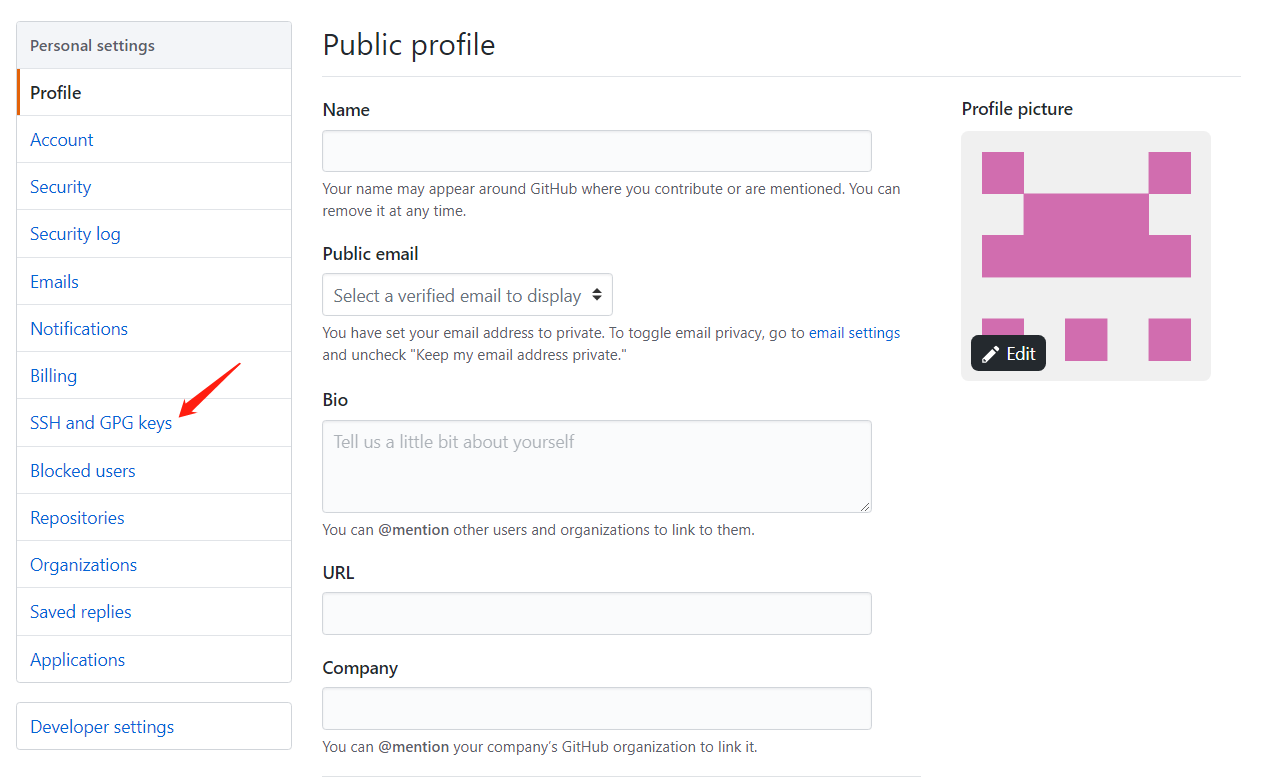 Personal settings
Profile
Account
Security
Security log
Emails
Notifications
Billing
SSH and GPG keys
Blocked users
Repositories
Organizations
Saved replies
Applications
Developer settings
Public profile
Name
Your name may appear around GitHub where you contribute or are mentioned. You can
remove it at any time.
Public email
Select a verified email to display
You have set your email address to private. To toggle email privacy, go to email settings
and uncheck "Keep my email address private."
Bio
Tell us a little bit about yourself
You can @mention other users and organizations to link to them.
URL
Company
You can @mention your company’s GitHub organization to link it.
Profile picture
Edit